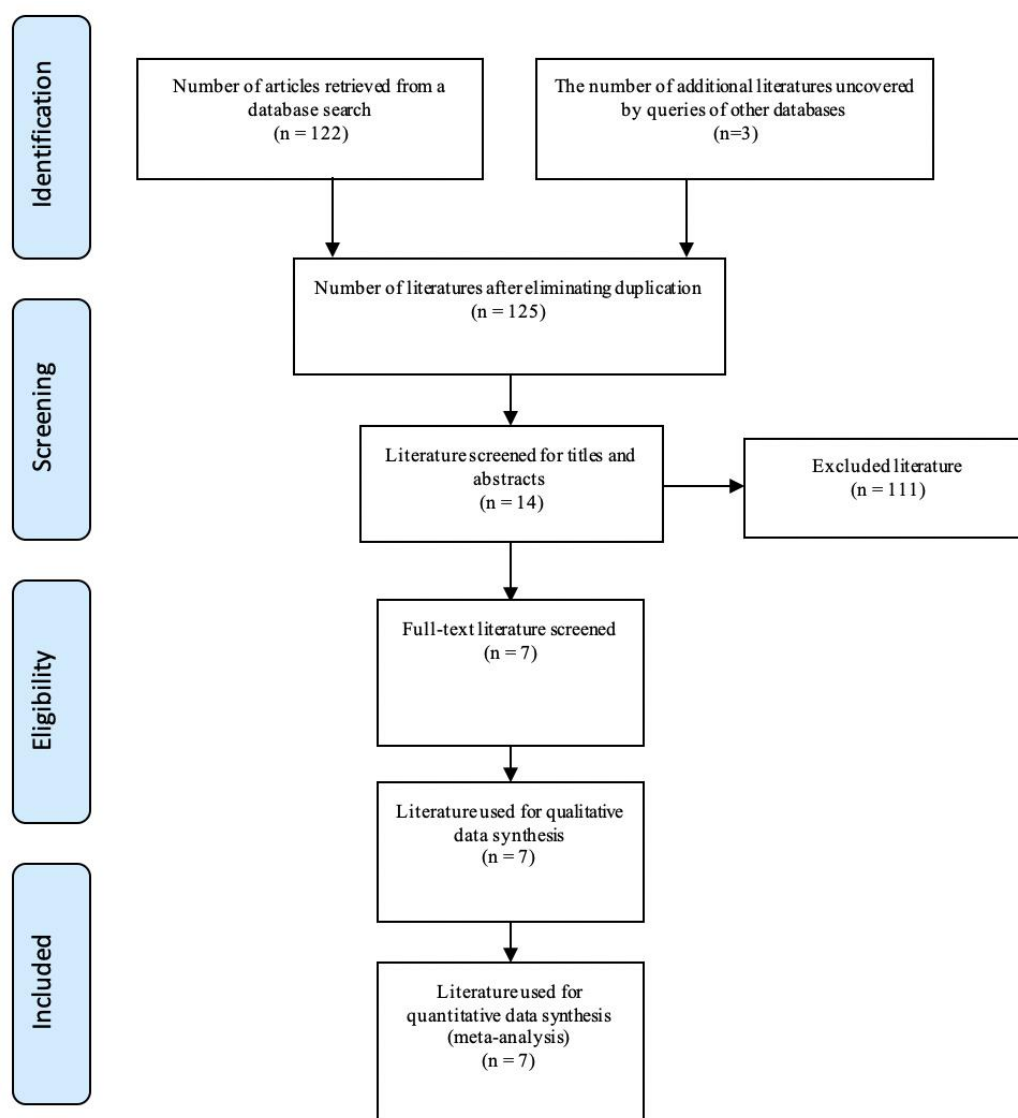 Identification
Number of articles retrieved from a
database search
(n = 122)
The number of additional literatures uncovered
by queries of other databases
(n=3)
Number of literatures after eliminating duplication
(n = 125)
Screening
Literature screened for titles and
abstracts
(n = 14)
Excluded literature
(n = 111)
Eligibility
Full-text literature screened
(n = 7)
Literature used for qualitative
data synthesis
(n = 7)
Included
Literature used for
quantitative data synthesis
(meta-analysis)
(n = 7)